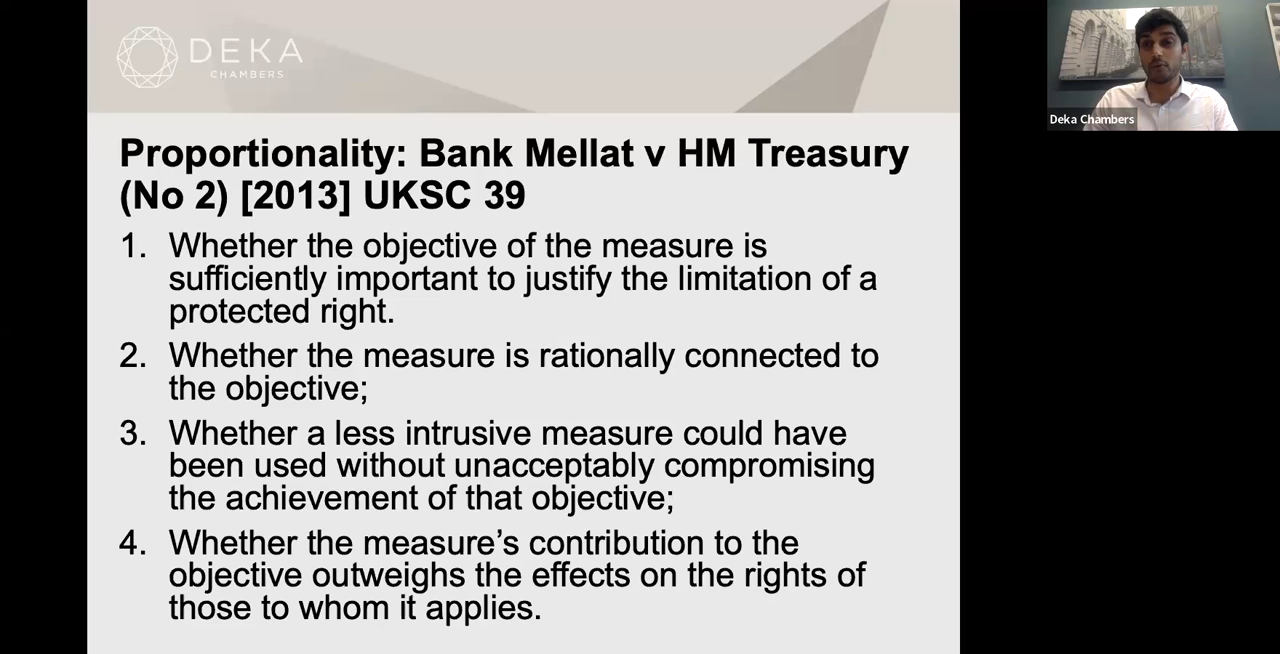 DEKA
CHAMBERS
Deka Chambers
Proportionality: Bank Mellat v HM Treasury
(No 2) [2013] UKSC 39
1. Whether the objective of the measure is
sufficiently important to justify the limitation of a
protected right.
2. Whether the measure is rationally connected to
the objective;
3. Whether a less intrusive measure could have
been used without unacceptably compromising
the achievement of that objective;
4. Whether the measure’s contribution to the
objective outweighs the effects on the rights of
those to whom it applies.